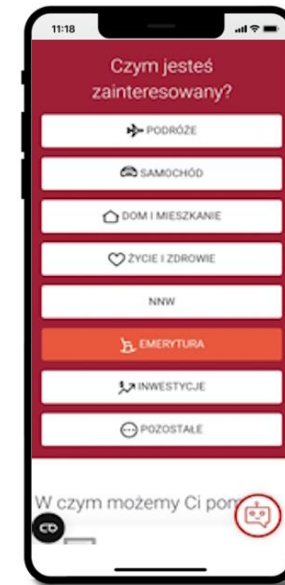 11:18
Czym jesteś
zainteresowany?
PODRÓŻE
SAMOCHÓD
DOM I MIESZKANIE
ŻYCIE I ZDROWIE
NNW
EMERYTURA
INWESTYCJE
POZOSTAŁE
W czym możemy Ci pom